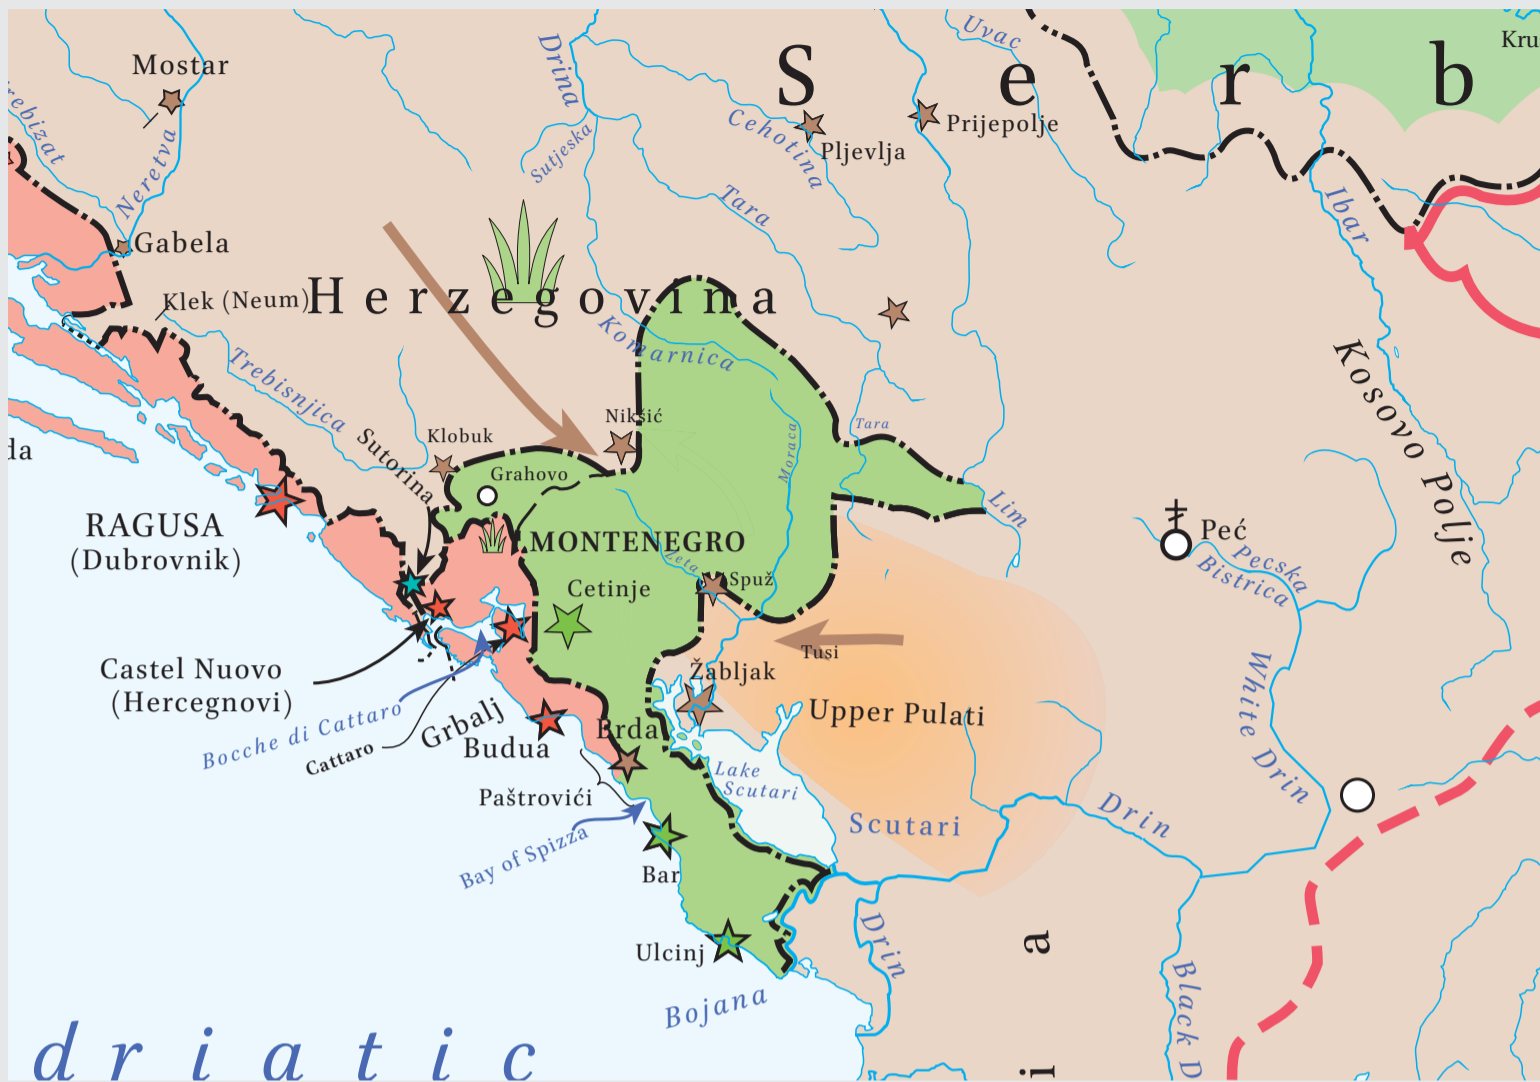 Mostar
Drina
Uvac
S e r b
Kru
Prijepolje
Cehotina
Pljevlja
rebizat
Neretva
Sutjeska
Tara
Ibar
Gabela
Klek (Neum)
Herzegovina
Komarnica
Trebisnjica
Kosovo Polje
Nikšić
Klobuk
Sutorina
Grahovo
Moraca
Tara
Lim
da
RAGUSA
(Dubrovnik)
MONTENEGRO
Zeta
Spuž
Cetinje
Peć
Pecska
Bistrica
Castel Nuovo
(Hercegnovi)
Tusi
Žabljak
Upper Pulati
White Drin
Bocche di Cattaro
Cattaro
Grbalj
Budua
Brda
Lake
Scutari
Paštrovići
Bay of Spizza
Scutari
Drin
Bar
Ulcinj
Drin
Bojana
Black D
a
i
d r i a t i c